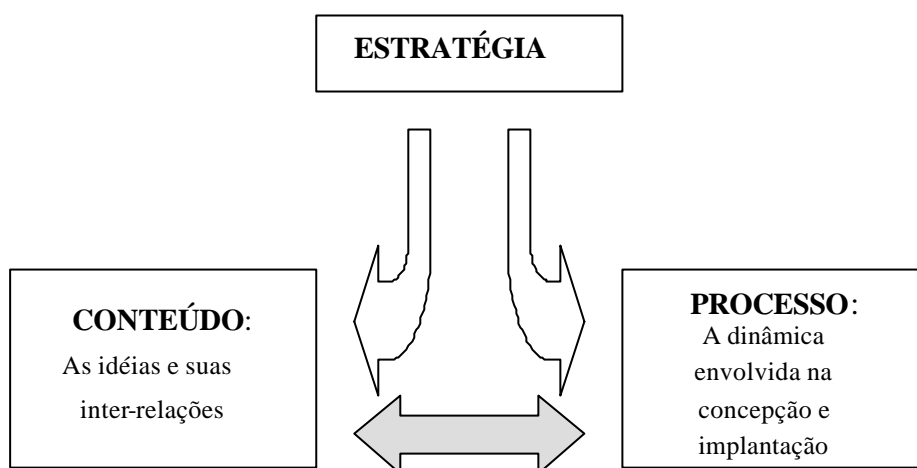 ESTRATÉGIA
CONTEÚDO:
As idéias e suas
inter-relações
PROCESSO:
A dinâmica
envolvida na
concepção e
implantação